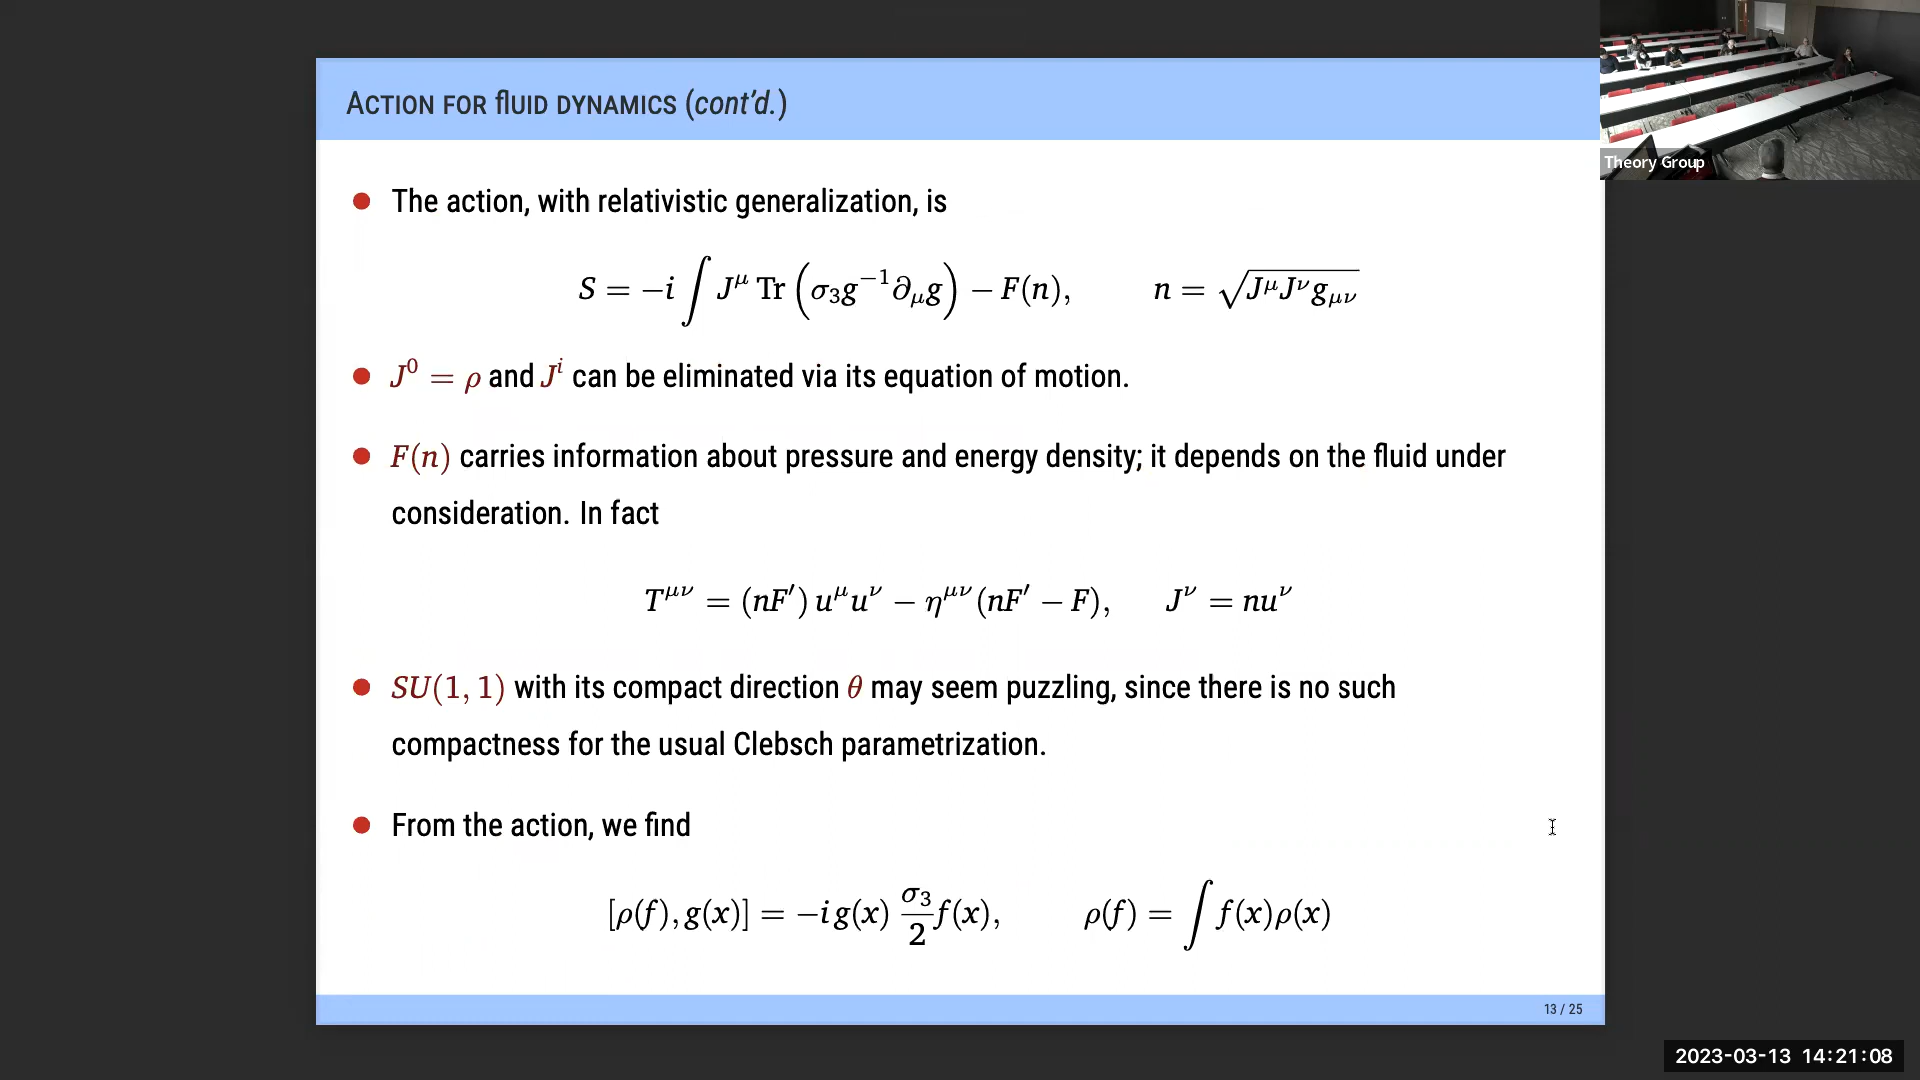 ACTION FOR fluid DYNAMICS (cont'd.)
Theory Group
● The action, with relativistic generalization, is
S = −i ∫ J^μ Tr (σ₃g⁻¹∂_μg) − F(n), n = √(J^μJ^νg_μν)
● J⁰ = ρ and Jⁱ can be eliminated via its equation of motion.
● F(n) carries information about pressure and energy density; it depends on the fluid under
consideration. In fact
T^μν = (nF′) u^μu^ν − η^μν(nF′ − F), J^ν = nu^ν
● SU(1, 1) with its compact direction θ may seem puzzling, since there is no such
compactness for the usual Clebsch parametrization.
● From the action, we find
[ρ(f), g(x)] = −i g(x) σ₃/2 f(x), ρ(f) = ∫ f(x)ρ(x)
13 / 25
2023-03-13 14:21:08